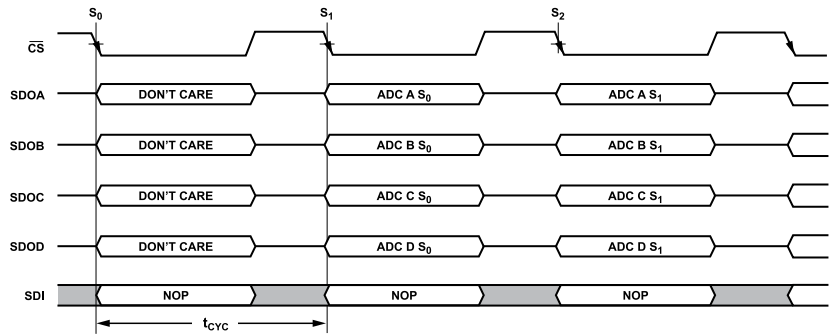 S0 S1 S2
CS
SDOA DON'T CARE ADC A S0 ADC A S1
SDOB DON'T CARE ADC B S0 ADC B S1
SDOC DON'T CARE ADC C S0 ADC C S1
SDOD DON'T CARE ADC D S0 ADC D S1
SDI NOP NOP NOP
tCYC